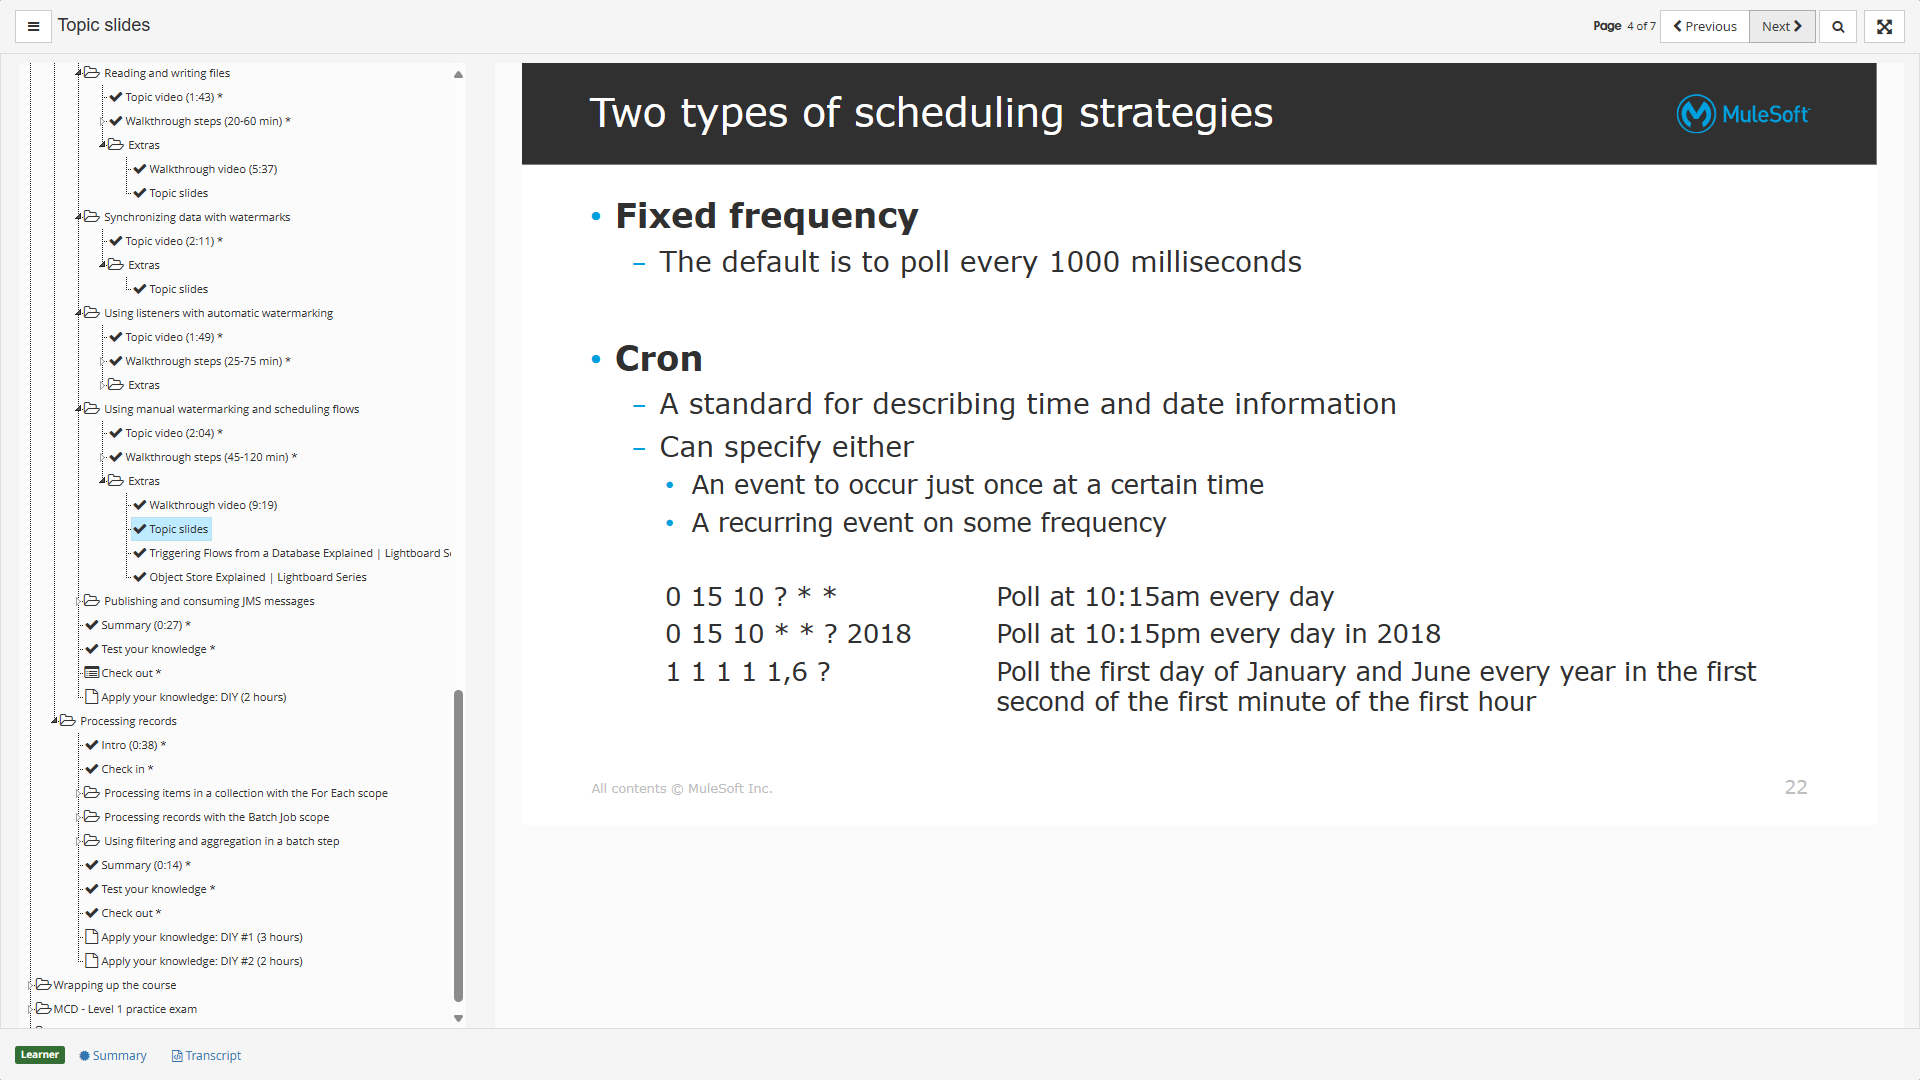 Topic slides
Page 4 of 7 Previous Next
Reading and writing files
Topic video (1:43) *
Walkthrough steps (20-60 min) *
Extras
Walkthrough video (5:37)
Topic slides
Synchronizing data with watermarks
Topic video (2:11) *
Extras
Topic slides
Using listeners with automatic watermarking
Topic video (1:49) *
Walkthrough steps (25-75 min) *
Extras
Using manual watermarking and scheduling flows
Topic video (2:04) *
Walkthrough steps (45-120 min) *
Extras
Walkthrough video (9:19)
Topic slides
Triggering Flows from a Database Explained | Lightboard S
Object Store Explained | Lightboard Series
Publishing and consuming JMS messages
Summary (0:27) *
Test your knowledge *
Check out *
Apply your knowledge: DIY (2 hours)
Processing records
Intro (0:38) *
Check in *
Processing items in a collection with the For Each scope
Processing records with the Batch Job scope
Using filtering and aggregation in a batch step
Summary (0:14) *
Test your knowledge *
Check out *
Apply your knowledge: DIY #1 (3 hours)
Apply your knowledge: DIY #2 (2 hours)
Wrapping up the course
MCD - Level 1 practice exam
Two types of scheduling strategies
MuleSoft
• Fixed frequency
– The default is to poll every 1000 milliseconds
• Cron
– A standard for describing time and date information
– Can specify either
• An event to occur just once at a certain time
• A recurring event on some frequency
0 15 10 ? * * Poll at 10:15am every day
0 15 10 * * ? 2018 Poll at 10:15pm every day in 2018
1 1 1 1 1,6 ? Poll the first day of January and June every year in the first
second of the first minute of the first hour
All contents © MuleSoft Inc.
22
Learner Summary Transcript